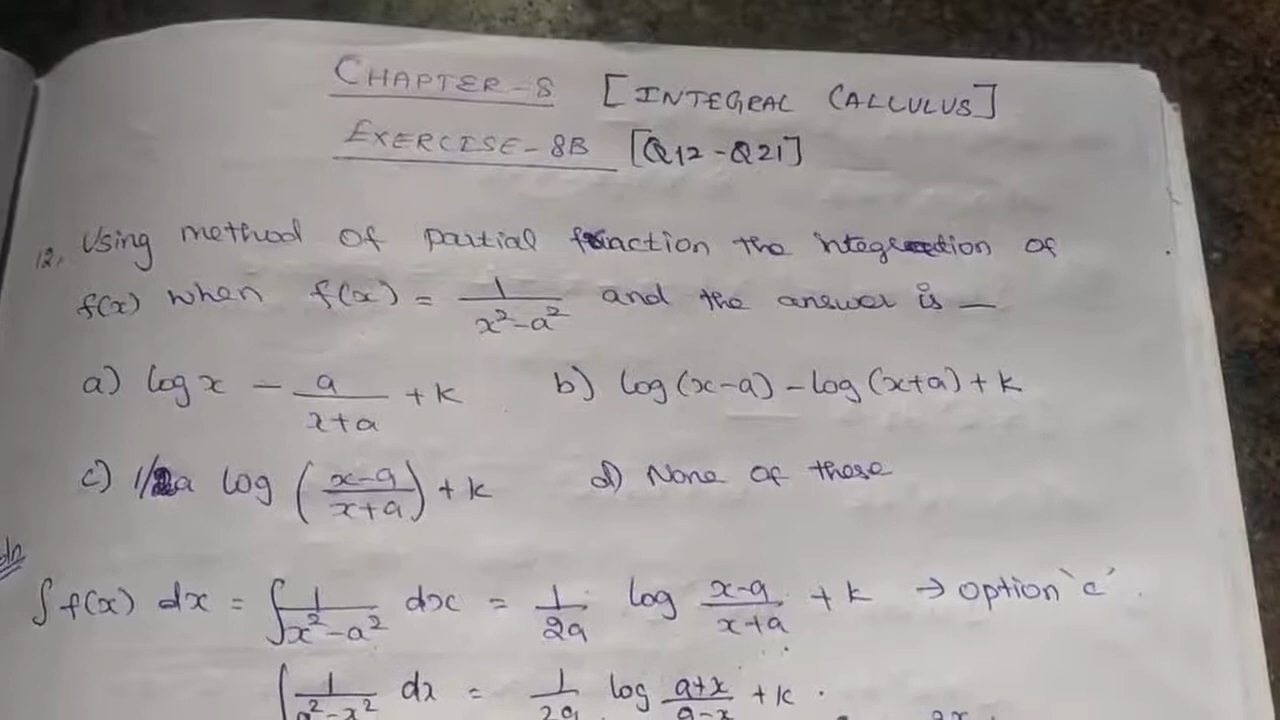 CHAPTER-8 [INTEGRAL CALCULUS]
EXERCISE-8B [Q12-Q21]
12, Using method of partial fraction the integration of
f(x) when f(x) = 1/(x²-a²) and the answer is —
a) log x - a/(x+a) + k b) log(x-a) - log(x+a) + k
c) 1/2a log ((x-a)/(x+a)) + k d) None of these
∫f(x) dx = ∫1/(x²-a²) dx = 1/2a log (x-a)/(x+a) + k → option 'c'.
∫1/(a²-x²) dx = 1/2a log (a+x)/(a-x) + k.
2x